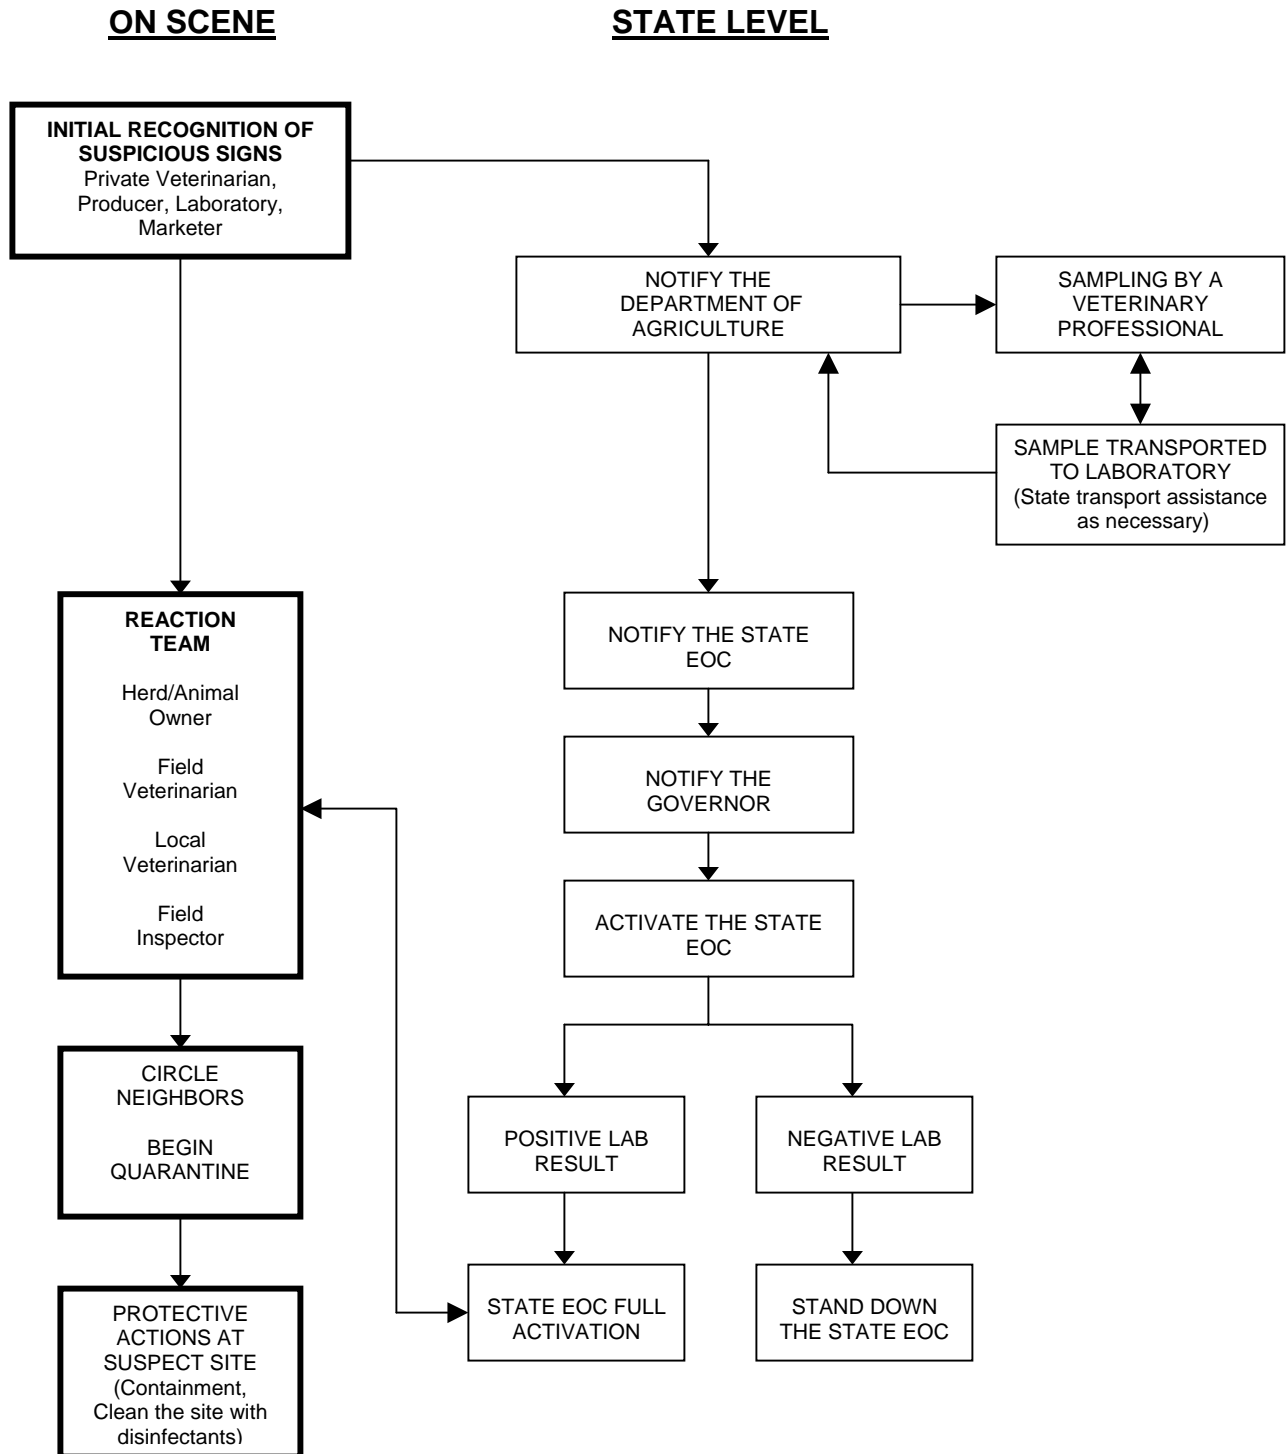 ON SCENE
STATE LEVEL
INITIAL RECOGNITION OF
SUSPICIOUS SIGNS
Private Veterinarian,
Producer, Laboratory,
Marketer
NOTIFY THE
DEPARTMENT OF
AGRICULTURE
SAMPLING BY A
VETERINARY
PROFESSIONAL
SAMPLE TRANSPORTED
TO LABORATORY
(State transport assistance
as necessary)
REACTION
TEAM
Herd/Animal
Owner
Field
Veterinarian
Local
Veterinarian
Field
Inspector
NOTIFY THE STATE
EOC
NOTIFY THE
GOVERNOR
ACTIVATE THE STATE
EOC
CIRCLE
NEIGHBORS
BEGIN
QUARANTINE
POSITIVE LAB
RESULT
NEGATIVE LAB
RESULT
PROTECTIVE
ACTIONS AT
SUSPECT SITE
(Containment,
Clean the site with
disinfectants)
STATE EOC FULL
ACTIVATION
STAND DOWN
THE STATE EOC